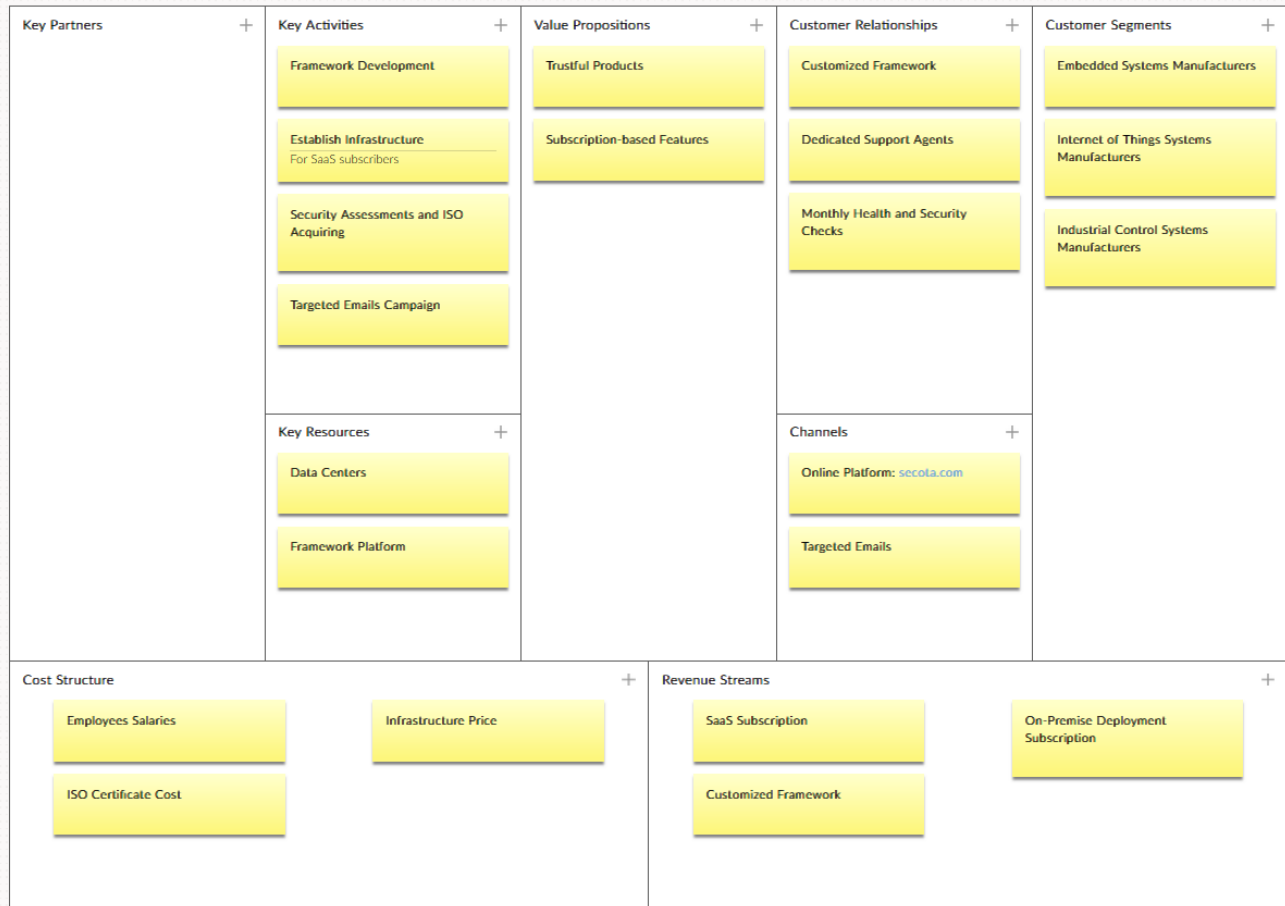 Key Partners
Key Activities
Framework Development
Establish Infrastructure
For SaaS subscribers
Security Assessments and ISO
Acquiring
Targeted Emails Campaign
Key Resources
Data Centers
Framework Platform
Value Propositions
Trustful Products
Subscription-based Features
Customer Relationships
Customized Framework
Dedicated Support Agents
Monthly Health and Security
Checks
Channels
Online Platform: secota.com
Targeted Emails
Customer Segments
Embedded Systems Manufacturers
Internet of Things Systems
Manufacturers
Industrial Control Systems
Manufacturers
Cost Structure
Employees Salaries
Infrastructure Price
ISO Certificate Cost
Revenue Streams
SaaS Subscription
On-Premise Deployment
Subscription
Customized Framework